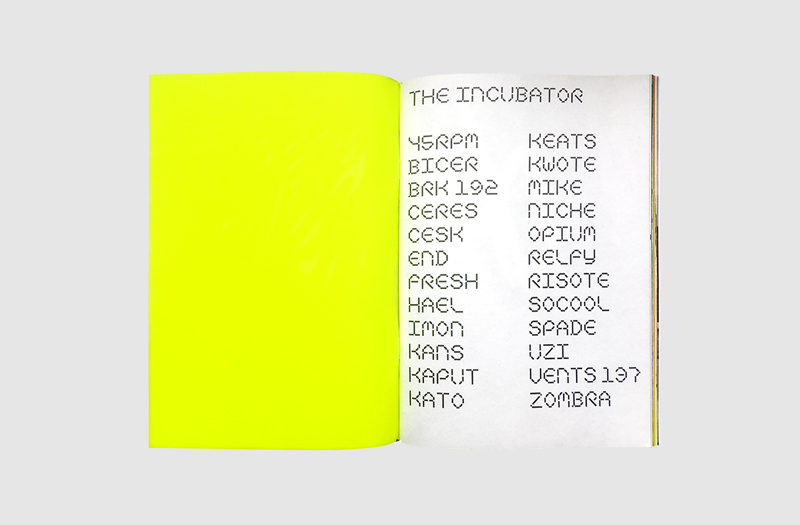 THE INCUBATOR
45RPM
BICER
BRK 192
CERES
CESK
END
FRESH
HAEL
IMON
KANS
KAPUT
KATO
KEATS
KWOTE
MIKE
NICHE
OPIUM
RELFY
RISOTE
SOCOOL
SPADE
UZI
VENTS 137
ZOMBRA